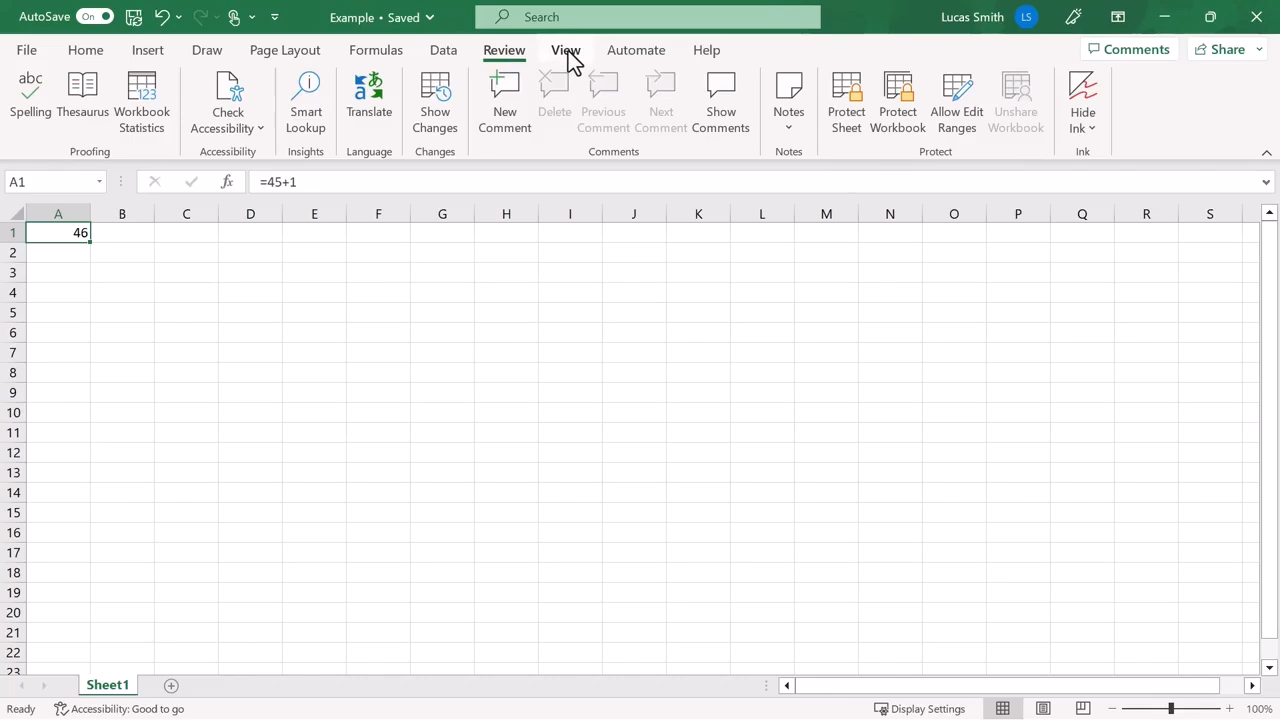 AutoSave On Example • Saved Search Lucas Smith LS
File Home Insert Draw Page Layout Formulas Data Review View Automate Help Comments Share
abc
Spelling Thesaurus Workbook Statistics Check Accessibility Smart Lookup Translate Show Changes New Comment Delete Previous Comment Next Comment Show Comments Notes Protect Sheet Protect Workbook Allow Edit Ranges Unshare Workbook Hide Ink
Proofing Accessibility Insights Language Changes Comments Notes Protect Ink
A1 fx =45+1
A B C D E F G H I J K L M N O P Q R S
1 46
2
3
4
5
6
7
8
9
10
11
12
13
14
15
16
17
18
19
20
21
22
23
Sheet1
Ready Accessibility: Good to go Display Settings 100%